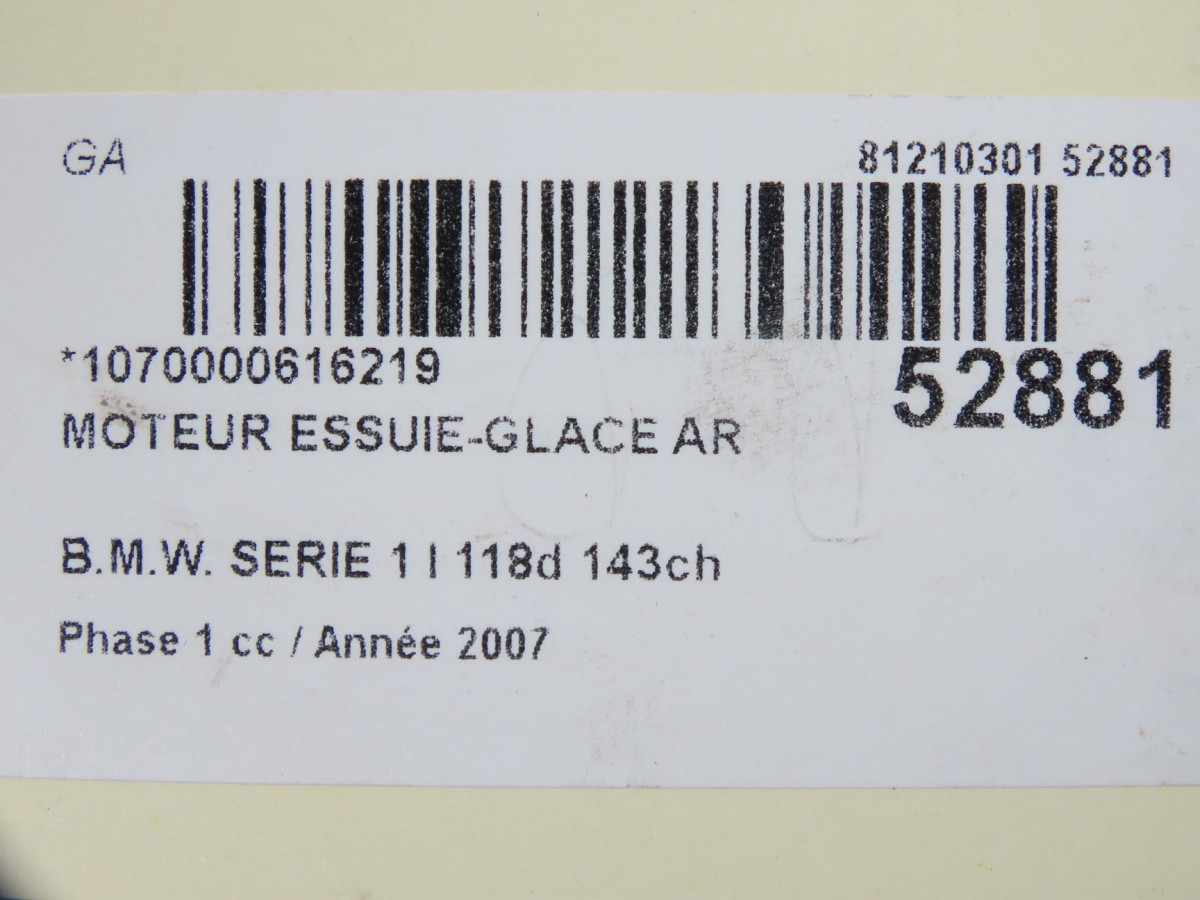 GA 81210301 52881
*1070000616219 52881
MOTEUR ESSUIE-GLACE AR
B.M.W. SERIE 1 I 118d 143ch
Phase 1 cc / Année 2007